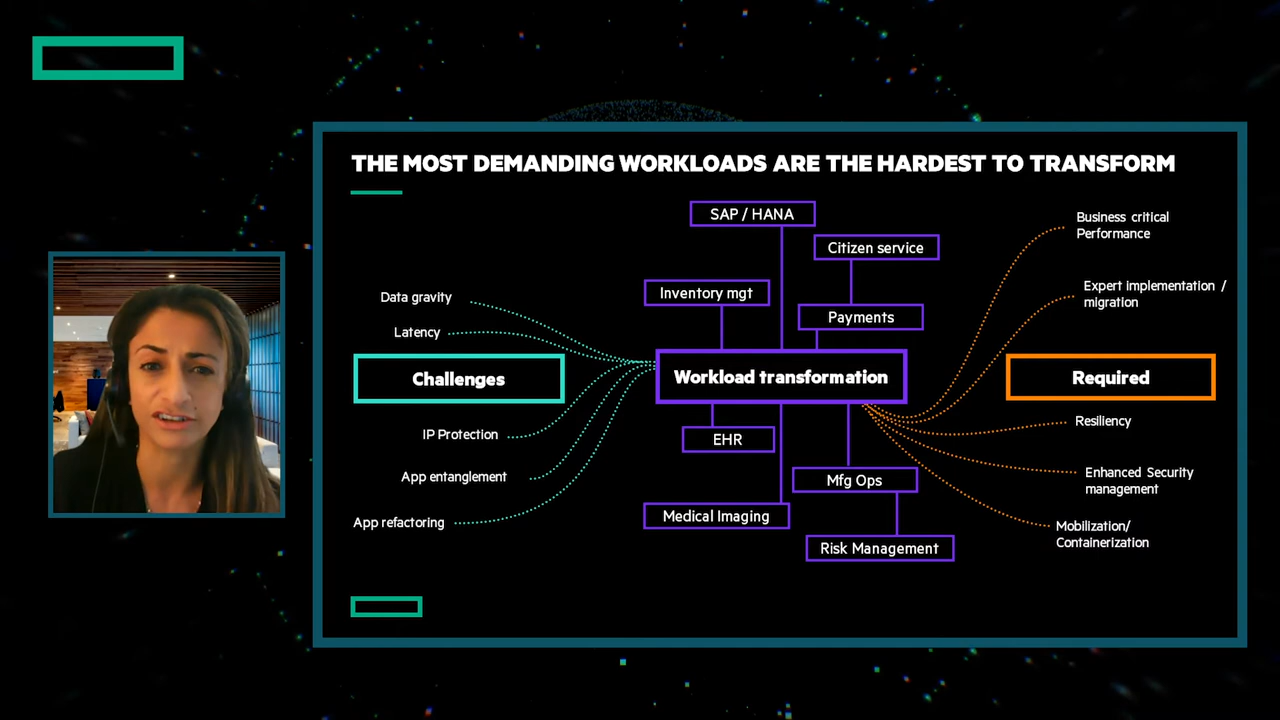 THE MOST DEMANDING WORKLOADS ARE THE HARDEST TO TRANSFORM
Data gravity
Latency
Challenges
IP Protection
App entanglement
App refactoring
SAP / HANA
Citizen service
Inventory mgt
Payments
Workload transformation
EHR
Mfg Ops
Medical Imaging
Risk Management
Business critical
Performance
Expert implementation /
migration
Required
Resiliency
Enhanced Security
management
Mobilization/
Containerization